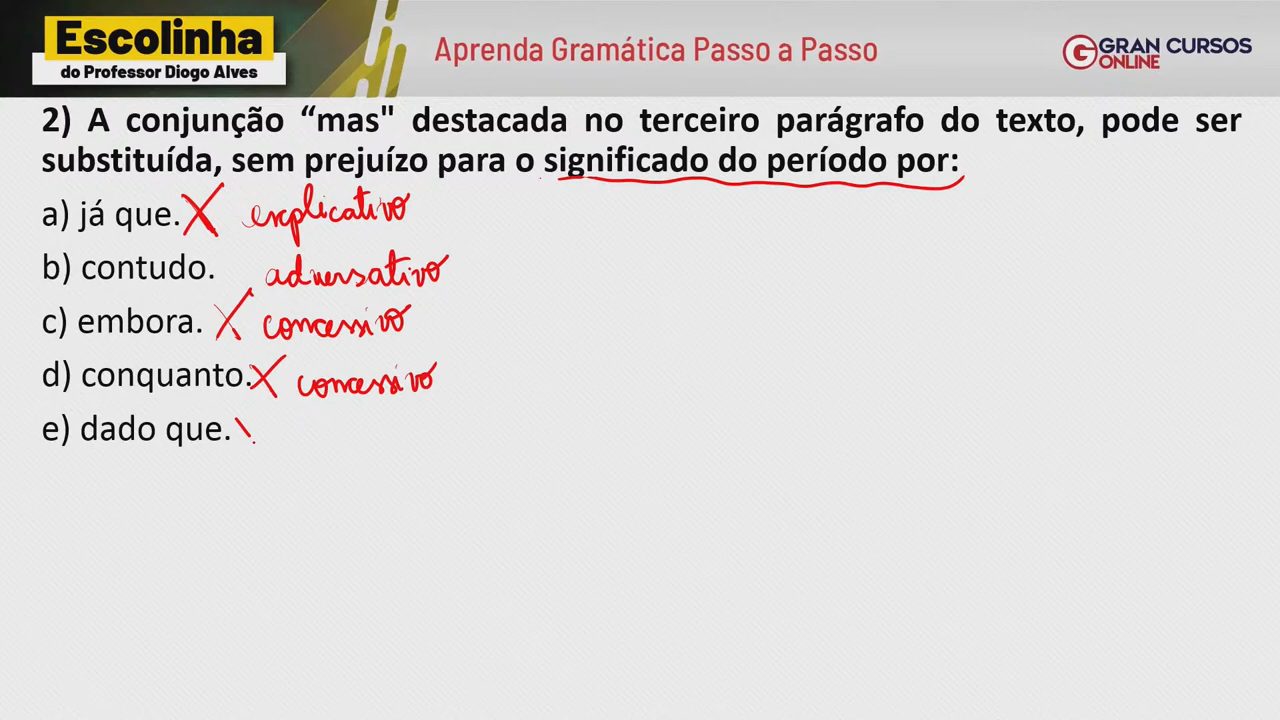 Escolinha
do Professor Diogo Alves
Aprenda Gramática Passo a Passo
GRAN CURSOS
ONLINE
2) A conjunção “mas" destacada no terceiro parágrafo do texto, pode ser
substituída, sem prejuízo para o significado do período por:
a) já que. X explicativo
b) contudo. adversativo
c) embora. X concessivo
d) conquanto. X concessivo
e) dado que.